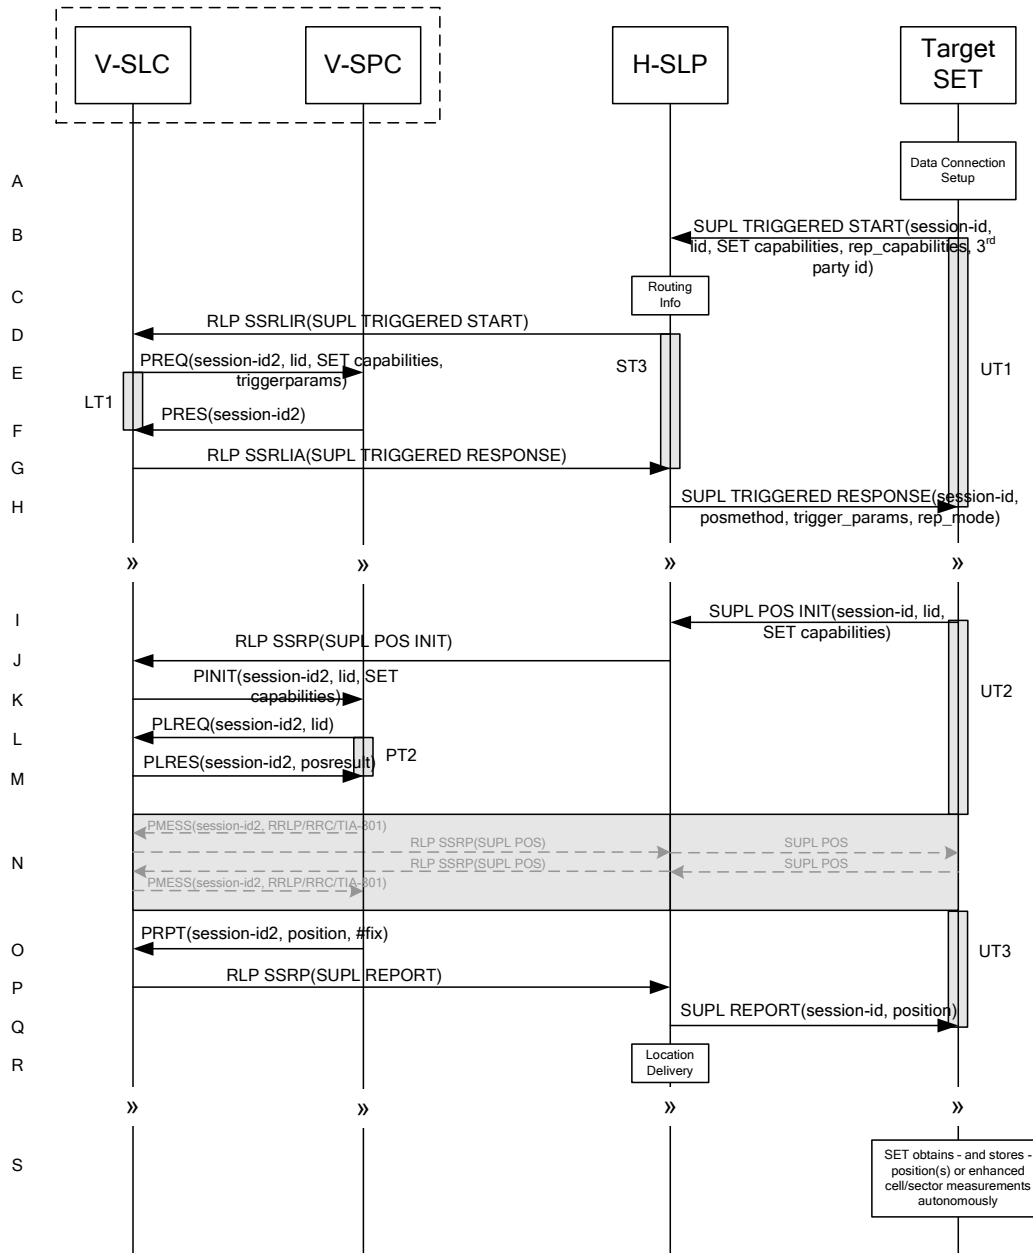 V-SLC
V-SPC
H-SLP
Target
SET
A
Data Connection
Setup
B
SUPL TRIGGERED START(session-id,
lid, SET capabilities, rep_capabilities, 3rd
party id)
C
Routing
Info
D
RLP SSRLIR(SUPL TRIGGERED START)
E
PREQ(session-id2, lid, SET capabilities,
triggerparams)
ST3
UT1
LT1
F
PRES(session-id2)
G
RLP SSRLIA(SUPL TRIGGERED RESPONSE)
H
SUPL TRIGGERED RESPONSE(session-id,
posmethod, trigger_params, rep_mode)
» » » »
I
SUPL POS INIT(session-id, lid,
SET capabilities)
J
RLP SSRP(SUPL POS INIT)
K
PINIT(session-id2, lid, SET
capabilities)
UT2
L
PLREQ(session-id2, lid)
PT2
M
PLRES(session-id2, posresult)
PMESS(session-id2, RRLP/RRC/TIA-801)
RLP SSRP(SUPL POS)
SUPL POS
N
RLP SSRP(SUPL POS)
SUPL POS
PMESS(session-id2, RRLP/RRC/TIA-801)
O
PRPT(session-id2, position, #fix)
UT3
P
RLP SSRP(SUPL REPORT)
Q
SUPL REPORT(session-id, position)
R
Location
Delivery
» » » »
S
SET obtains - and stores -
position(s) or enhanced
cell/sector measurements
autonomously